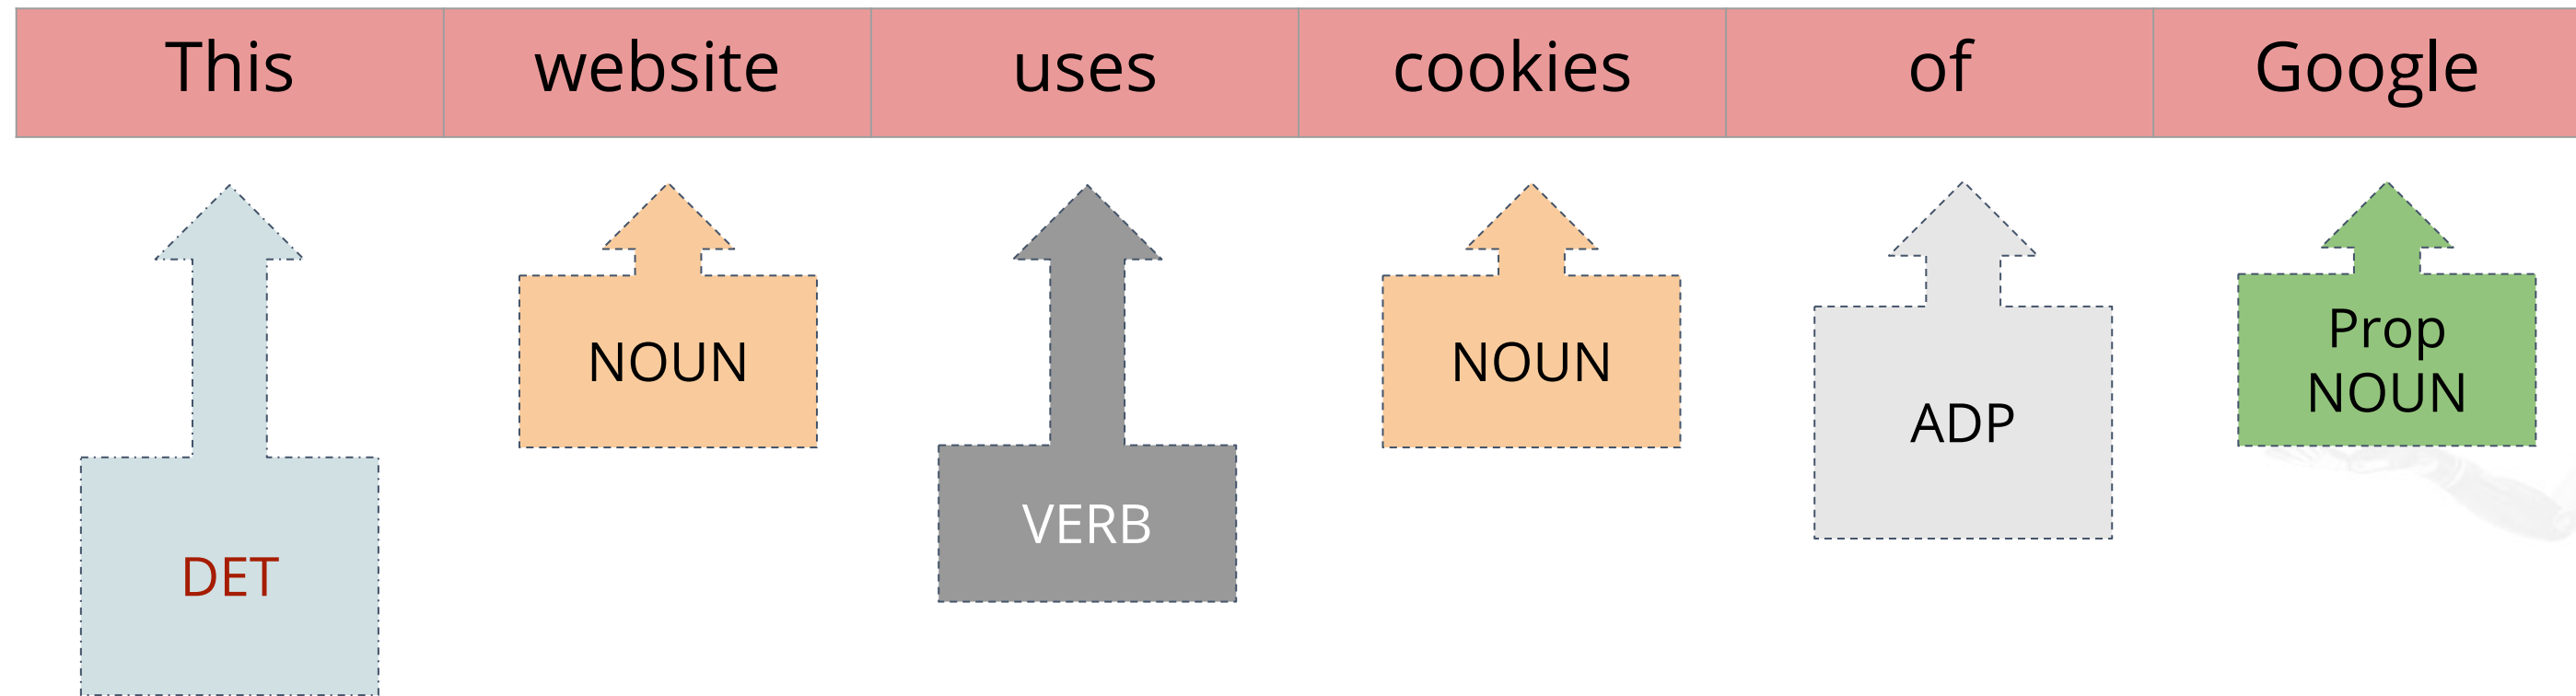 This website uses cookies of Google
NOUN NOUN Prop
NOUN
ADP
VERB
DET